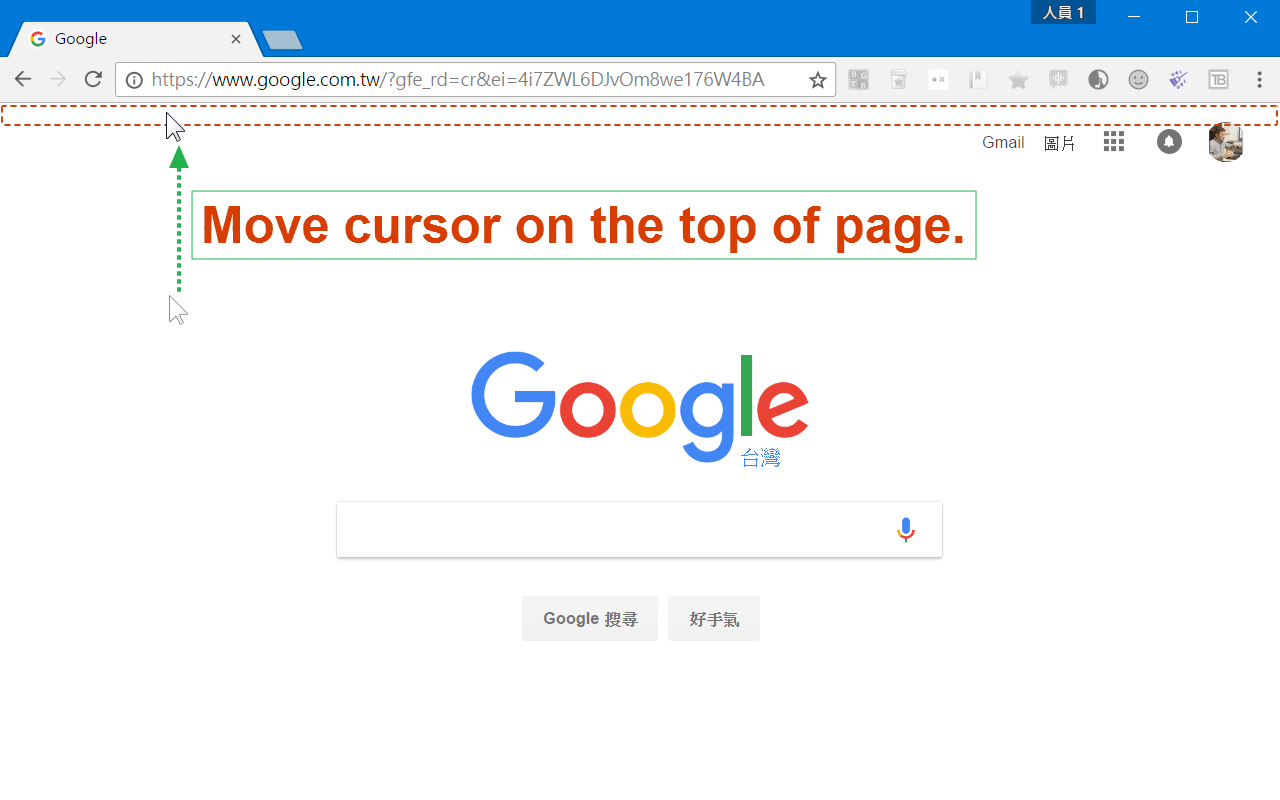 人員 1
Google
https://www.google.com.tw/?gfe_rd=cr&ei=4i7ZWL6DJvOm8we176W4BA
Gmail 圖片
Move cursor on the top of page.
Google
台灣
Google 搜尋 好手氣